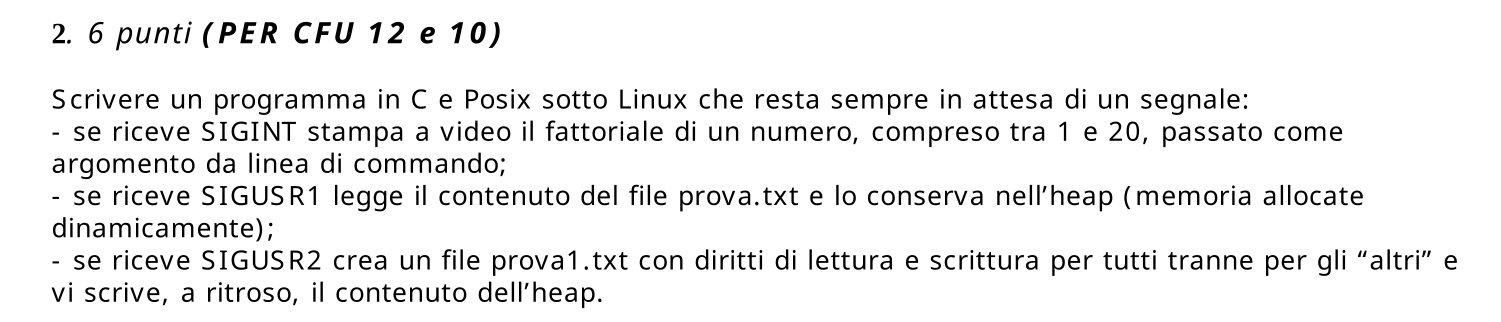 2. 6 punti (PER CFU 12 e 10)
Scrivere un programma in C e Posix sotto Linux che resta sempre in attesa di un segnale:
- se riceve SIGINT stampa a video il fattoriale di un numero, compreso tra 1 e 20, passato come
argomento da linea di commando;
- se riceve SIGUSR1 legge il contenuto del file prova.txt e lo conserva nell’heap (memoria allocate
dinamicamente);
- se riceve SIGUSR2 crea un file prova1.txt con diritti di lettura e scrittura per tutti tranne per gli “altri” e
vi scrive, a ritroso, il contenuto dell’heap.